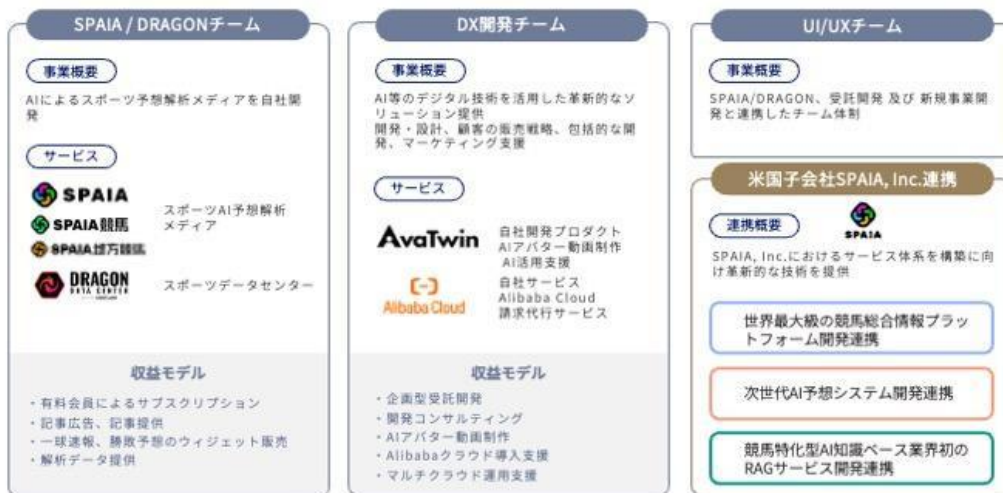 SPAIA / DRAGONチーム
事業概要
AIによるスポーツ予想解析メディアを自社開
発
サービス
SPAIA
SPAIA競馬
SPAIA地方競馬
スポーツAI予想解析
メディア
DRAGON
DATA CENTER
スポーツデータセンター
収益モデル
・有料会員によるサブスクリプション
・記事広告、記事提供
・一球速報、勝敗予想のウィジェット販売
・解析データ提供
DX開発チーム
事業概要
AI等のデジタル技術を活用した革新的なソ
リューション提供
開発・設計、顧客の販売戦略、包括的な開
発、マーケティング支援
サービス
AvaTwin
自社開発プロダクト
AIアバター動画制作
AI活用支援
Alibaba Cloud
自社サービス
Alibaba Cloud
請求代行サービス
収益モデル
・企画型受託開発
・開発コンサルティング
・AIアバター動画制作
・Alibabaクラウド導入支援
・マルチクラウド運用支援
UI/UXチーム
事業概要
SPAIA/DRAGON、受託開発 及び 新規事業開
発と連携したチーム体制
米国子会社SPAIA, Inc.連携
連携概要
SPAIA
SPAIA, Inc.におけるサービス体系を構築に向
け革新的な技術を提供
世界最大級の競馬総合情報プラッ
トフォーム開発連携
次世代AI予想システム開発連携
競馬特化型AI知識ベース業界初の
RAGサービス開発連携